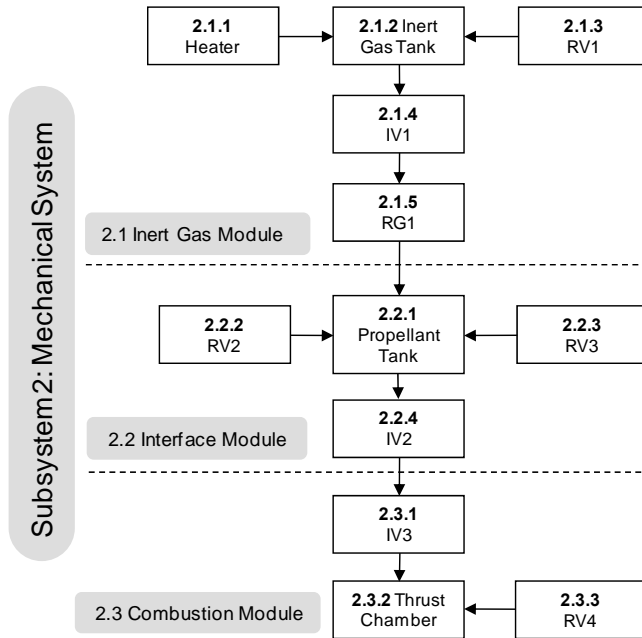 Subsystem 2: Mechanical System
2.1.1
Heater
2.1.2 Inert
Gas Tank
2.1.3
RV1
2.1.4
IV1
2.1.5
RG1
2.1 Inert Gas Module
2.2.2
RV2
2.2.1
Propellant
Tank
2.2.3
RV3
2.2.4
IV2
2.2 Interface Module
2.3.1
IV3
2.3.2 Thrust
Chamber
2.3.3
RV4
2.3 Combustion Module